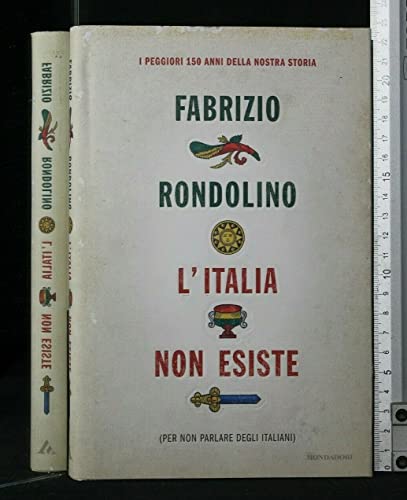 I PEGGIORI 150 ANNI DELLA NOSTRA STORIA
FABRIZIO
RONDOLINO
L'ITALIA
NON ESISTE
(PER NON PARLARE DEGLI ITALIANI)
MONDADORI
FABRIZIO RONDOLINO L'ITALIA NON ESISTE